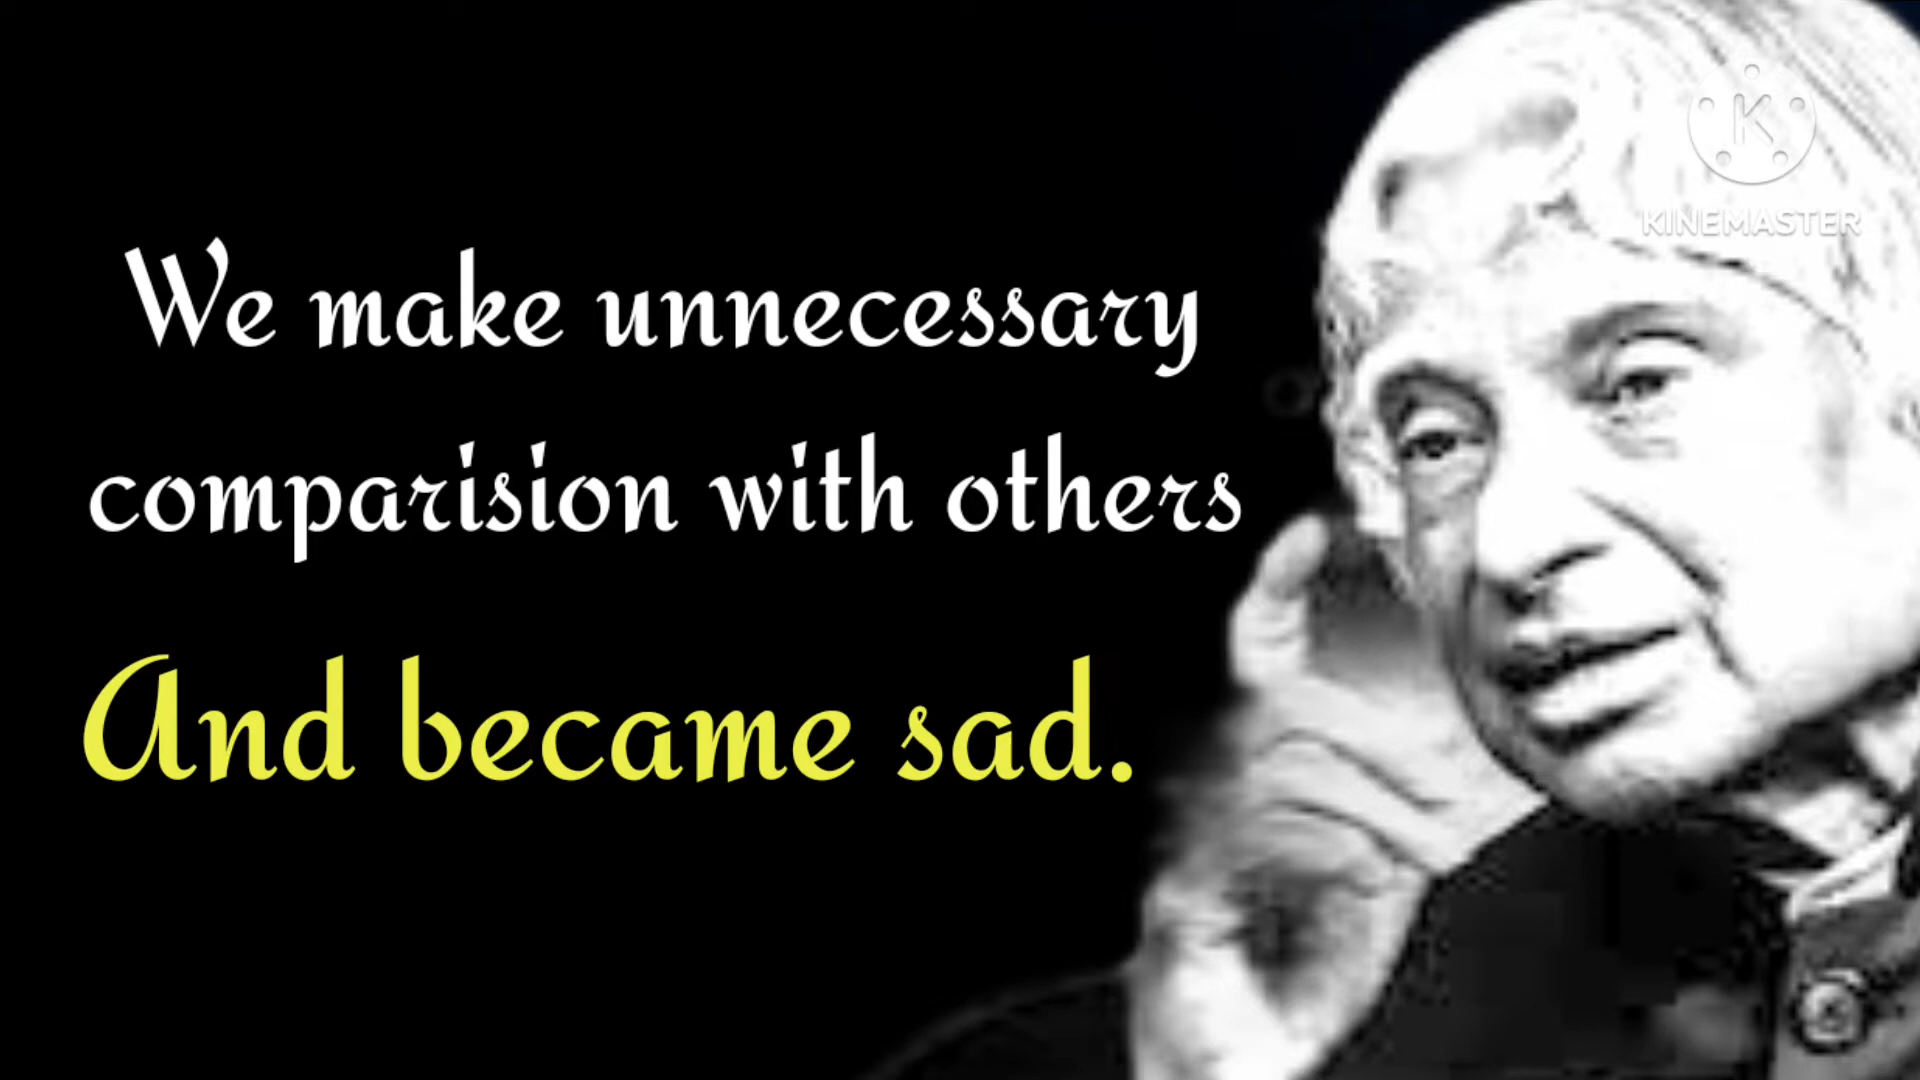 KINEMASTER
We make unnecessary
comparision with others
And became sad.